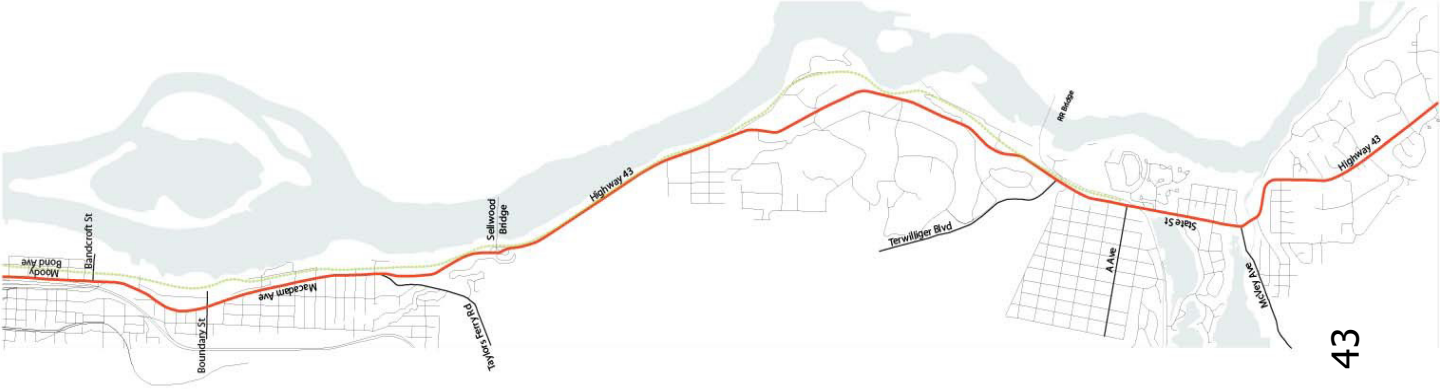 Moody
Bond Ave
Bandcroft St
Boundary St
Macadam Ave
Taylors Ferry Rd
Sellwood
Bridge
Highway 43
Terwilliger Blvd
RR Bridge
A Ave
State St
McVey Ave
Highway 43
43